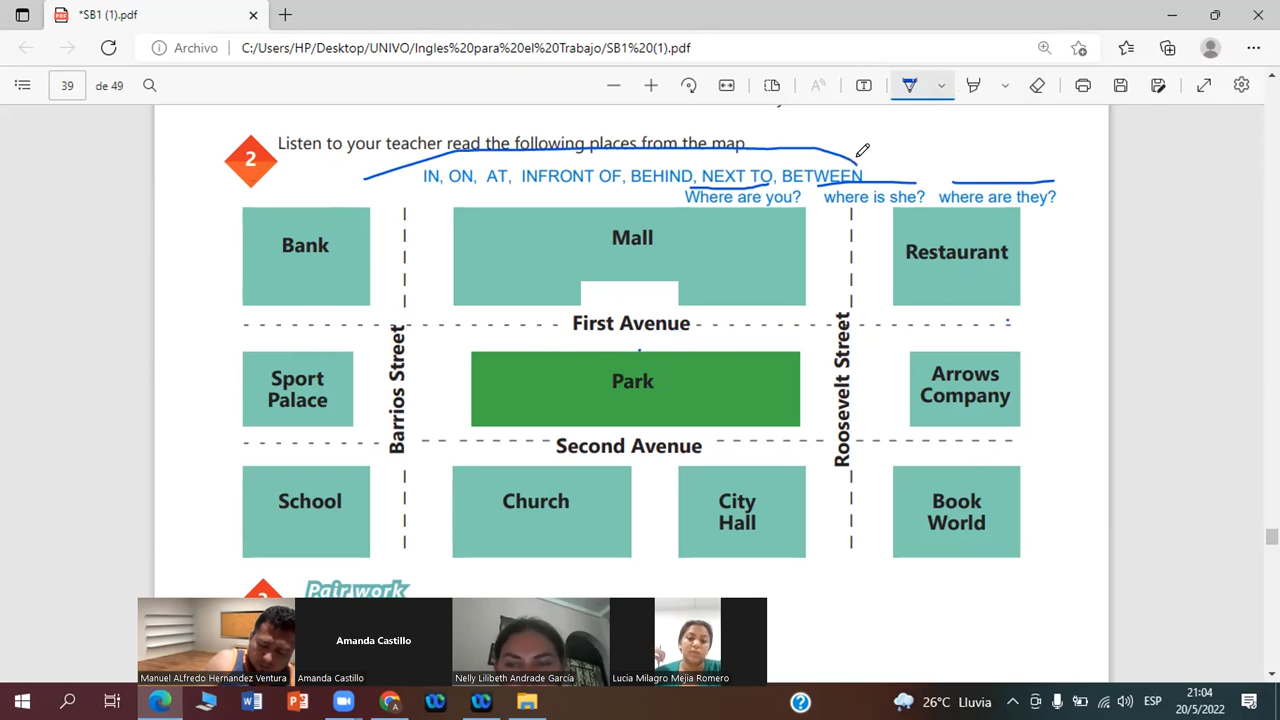 *SB1 (1).pdf
Archivo
C:/Users/HP/Desktop/UNIVO/Ingles%20para%20el%20Trabajo/SB1%20(1).pdf
39
de 49
2
Listen to your teacher read the following places from the map
IN, ON, AT, INFRONT OF, BEHIND, NEXT TO, BETWEEN
Where are you?
where is she?
where are they?
Bank
Mall
Restaurant
First Avenue
Barrios Street
Roosevelt Street
Sport
Palace
Park
Arrows
Company
Second Avenue
School
Church
City
Hall
Book
World
Pair work
Amanda Castillo
Manuel ALfredo Hernandez Ventura
Amanda Castillo
Nelly Lilibeth Andrade García
Lucia Milagro Mejia Romero
26°C Lluvia
ESP
21:04
20/5/2022